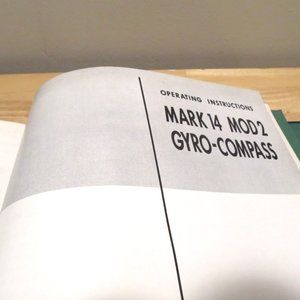 OPERATING INSTRUCTIONS
MARK 14 MOD 2
GYRO-COMPASS